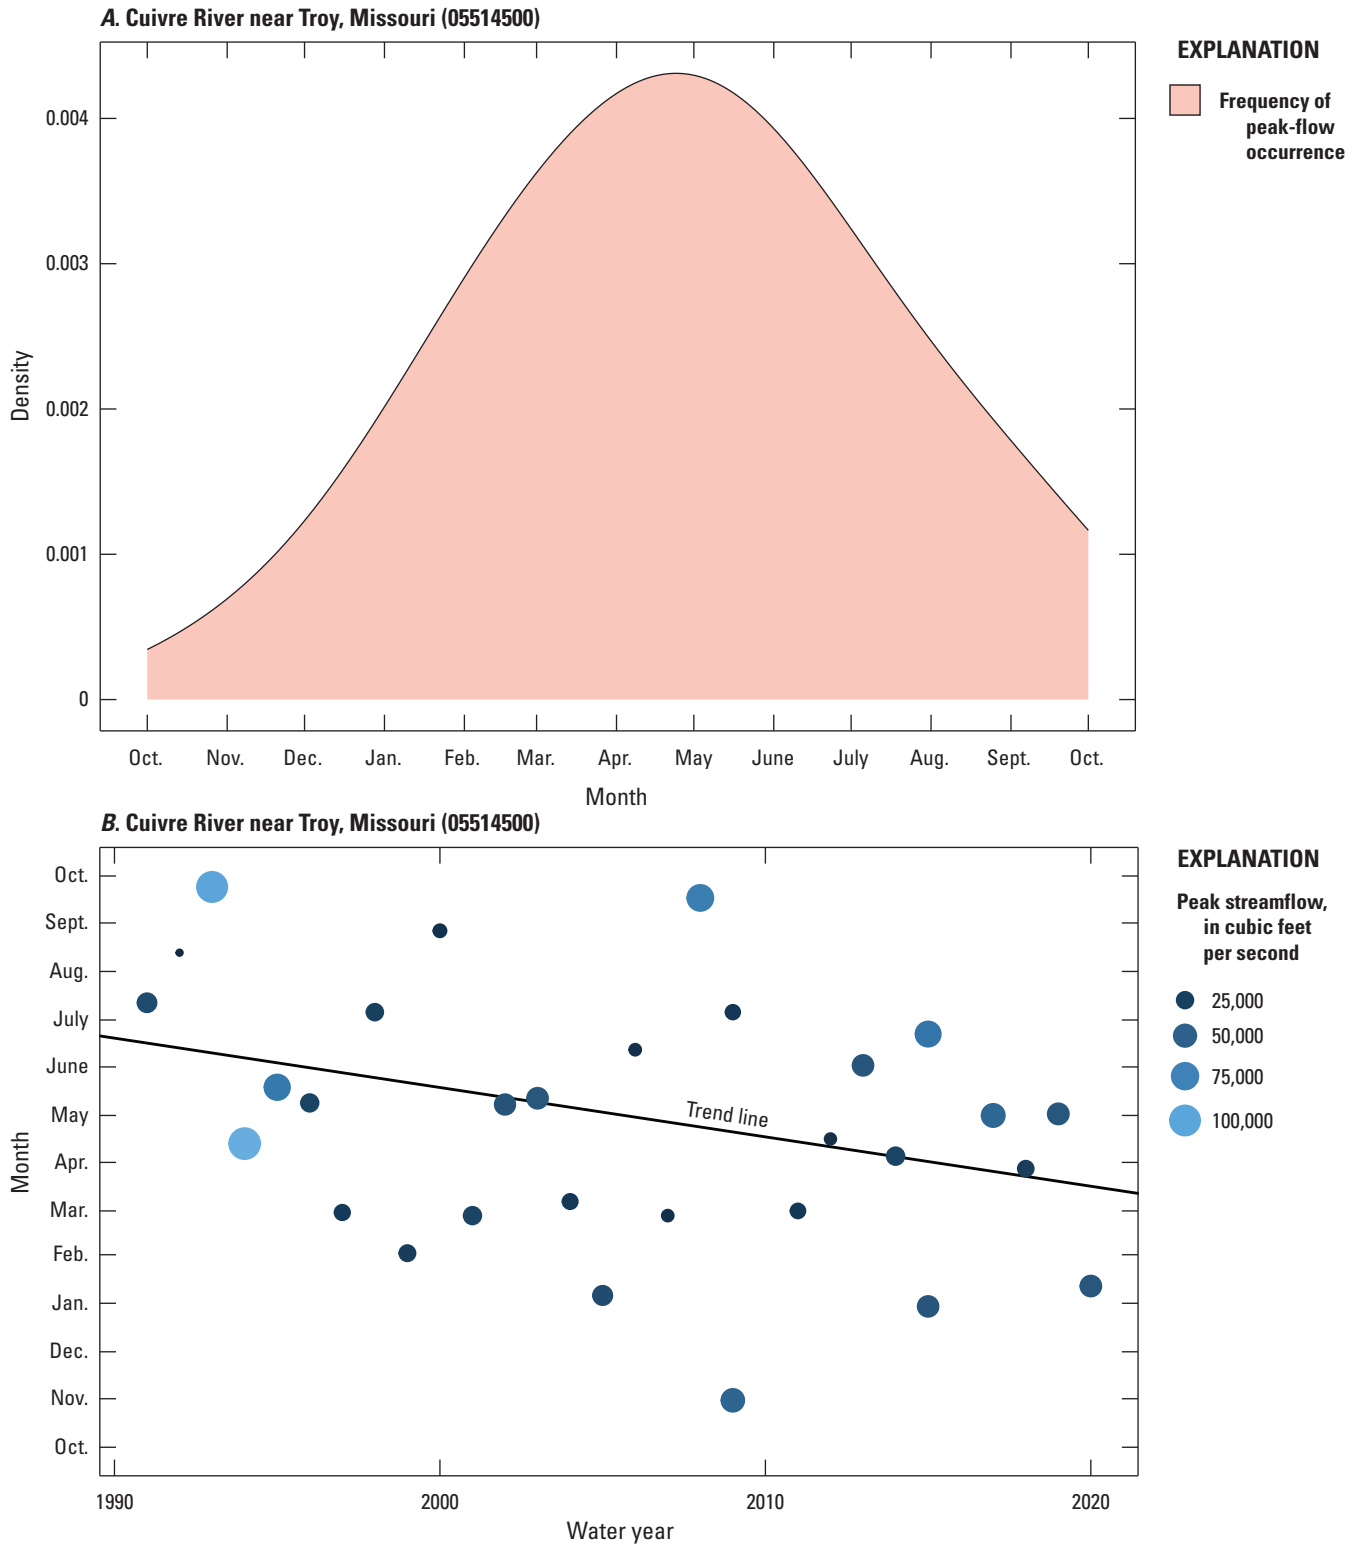 A. Cuivre River near Troy, Missouri (05514500)
EXPLANATION
Frequency of
peak-flow
occurrence
Density
0.004
0.003
0.002
0.001
0
Oct. Nov. Dec. Jan. Feb. Mar. Apr. May June July Aug. Sept. Oct.
Month
B. Cuivre River near Troy, Missouri (05514500)
EXPLANATION
Peak streamflow,
in cubic feet
per second
25,000
50,000
75,000
100,000
Month
Oct.
Sept.
Aug.
July
June
May
Apr.
Mar.
Feb.
Jan.
Dec.
Nov.
Oct.
Trend line
1990 2000 2010 2020
Water year